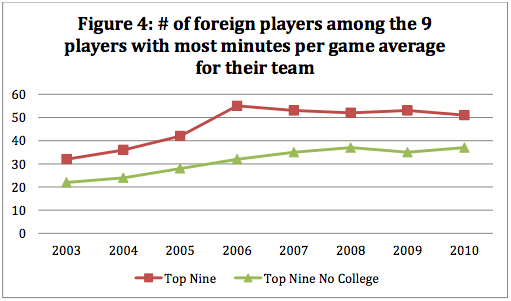 Figure 4: # of foreign players among the 9
players with most minutes per game average
for their team
60
50
40
30
20
10
0
2003 2004 2005 2006 2007 2008 2009 2010
Top Nine Top Nine No College